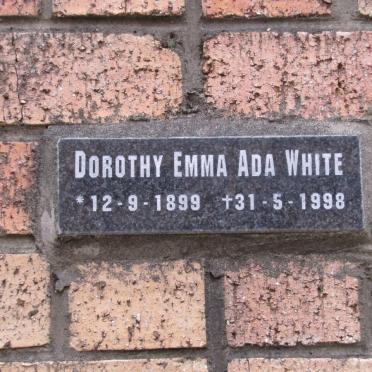 DOROTHY EMMA ADA WHITE
*12-9-1899 †31-5-1998